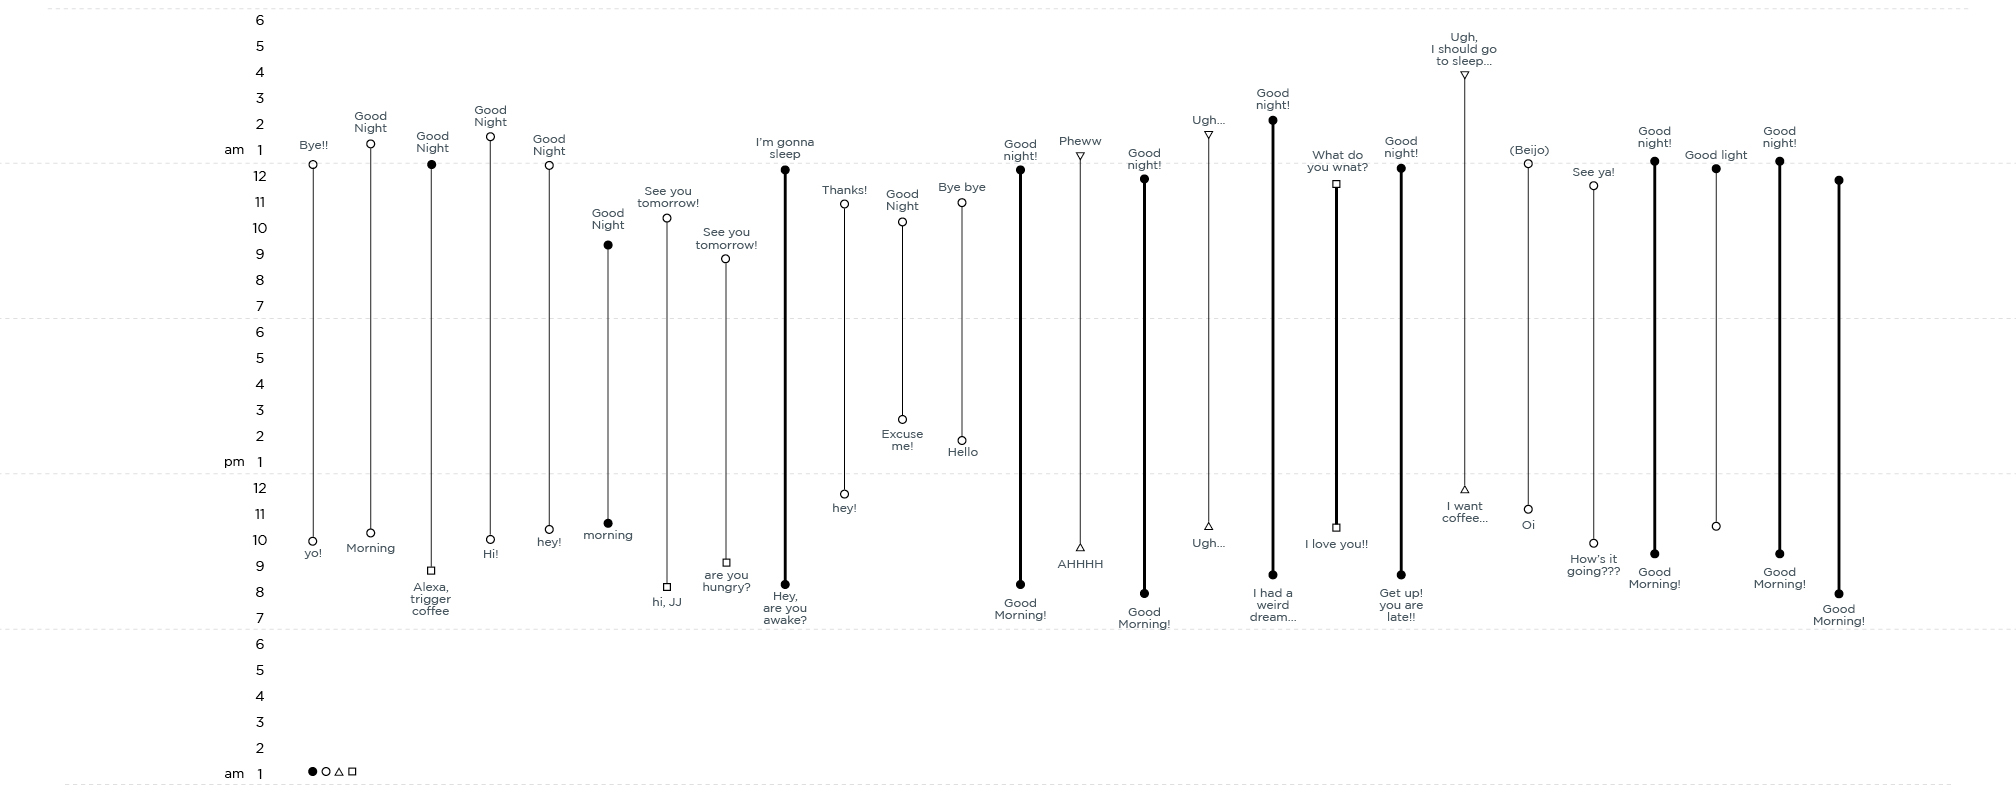 6
5
4
3
2
am 1
12
11
10
9
8
7
6
5
4
3
2
pm 1
12
11
10
9
8
7
6
5
4
3
2
am 1
Bye!!
yo!
Good
Night
Morning
Good
Night
Alexa,
trigger
coffee
Good
Night
Hi!
Good
Night
hey!
Good
Night
morning
See you
tomorrow!
hi, JJ
See you
tomorrow!
are you
hungry?
I'm gonna
sleep
Hey,
are you
awake?
Thanks!
hey!
Good
Night
Excuse
me!
Bye bye
Hello
Good
night!
Good
Morning!
Pheww
AHHHH
Good
night!
Good
Morning!
Ugh...
Ugh...
Good
night!
I had a
weird
dream...
What do
you wnat?
I love you!!
Good
night!
Get up!
you are
late!!
Ugh,
I should go
to sleep...
I want
coffee...
(Beijo)
Oi
See ya!
How's it
going???
Good
night!
Good
Morning!
Good light
Good
night!
Good
Morning!
Good
Morning!